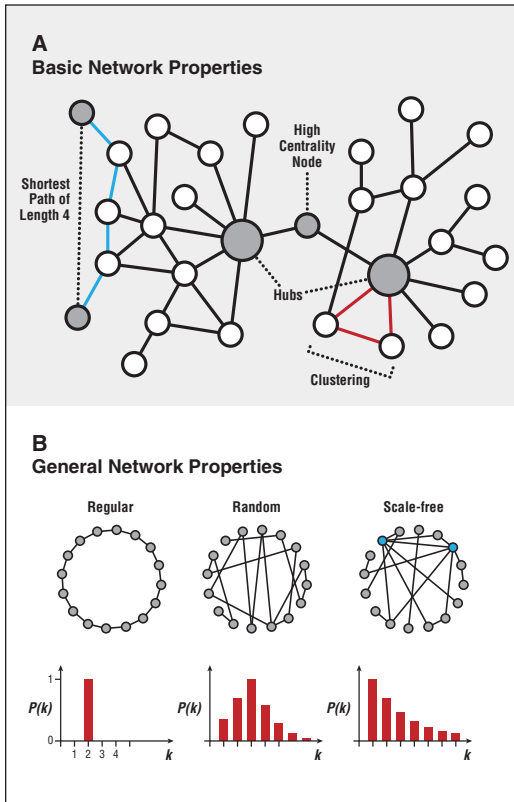 A
Basic Network Properties
High
Centrality
Node
Shortest
Path of
Length 4
Hubs
Clustering
B
General Network Properties
Regular
Random
Scale-free
1
P(k)
0
1 2 3 4
k
P(k)
k
P(k)
k